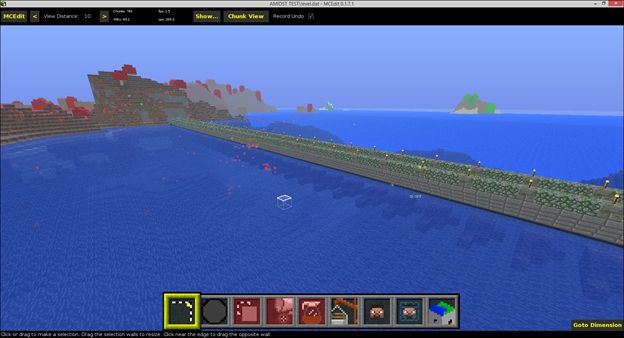 AMIDST TEST\level.dat - MCEdit 0.1.7.1
MCEdit < View Distance: 10 > Show... Chunk View Record Undo
Goto Dimension
Click or drag to make a selection. Drag the selection walls to resize. Click near the edge to drag the opposite wall.